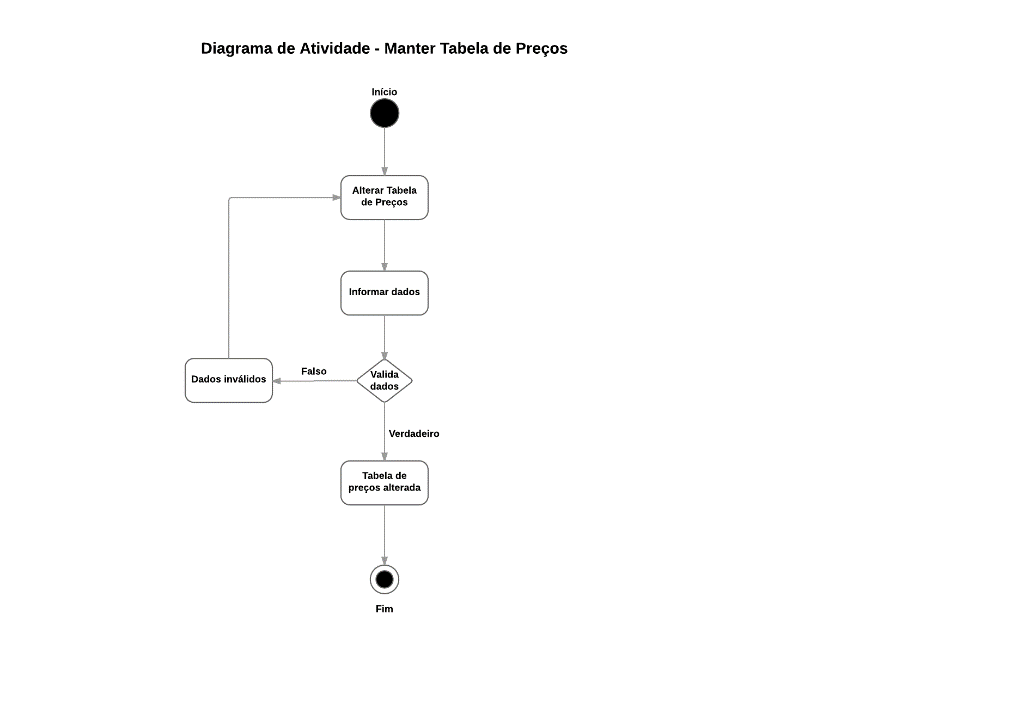 Diagrama de Atividade - Manter Tabela de Preços
Início
Alterar Tabela
de Preços
Informar dados
Valida
dados
Falso
Dados inválidos
Verdadeiro
Tabela de
preços alterada
Fim